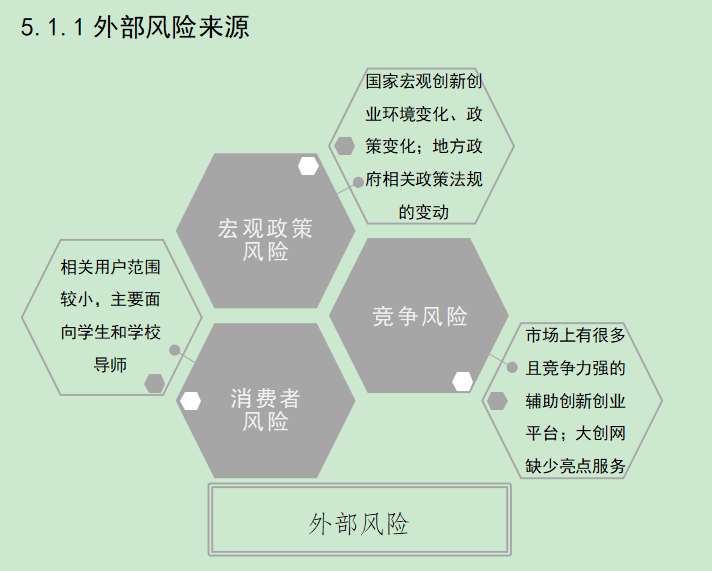 5.1.1 外部风险来源
国家宏观创新创
业环境变化、政
策变化；地方政
府相关政策法规
的变动
宏观政策
风险
相关用户范围
较小，主要面
向学生和学校
导师
竞争风险
市场上有很多
且竞争力强的
辅助创新创业
平台；大创网
缺少亮点服务
消费者
风险
外部风险